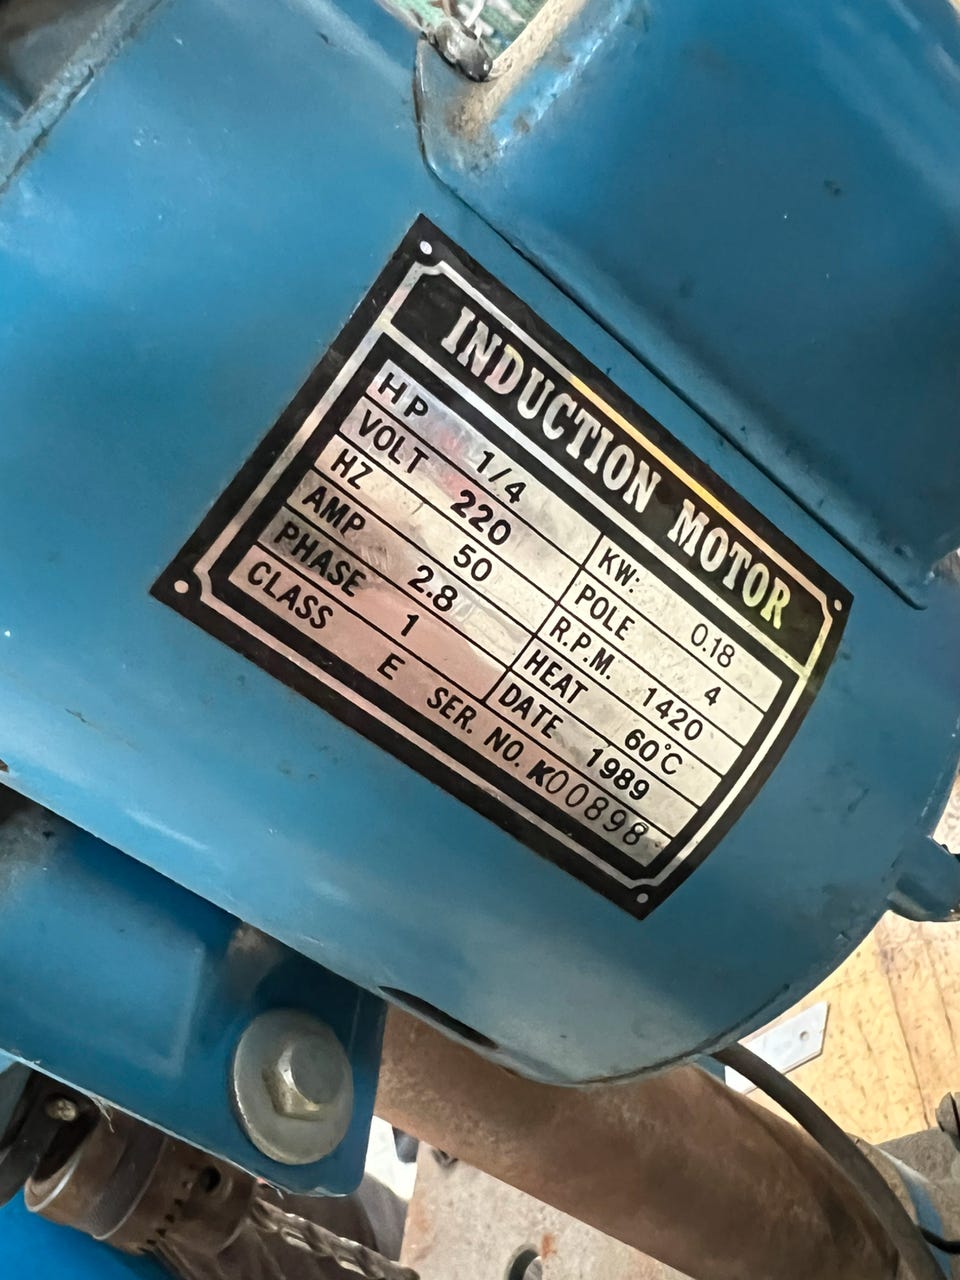 INDUCTION MOTOR
HP 1/4 KW: 0.18
VOLT 220 POLE 4
HZ 50 R.P.M. 1420
AMP 2.8 HEAT 60°C
PHASE 1 DATE 1989
CLASS E SER. NO. K00898